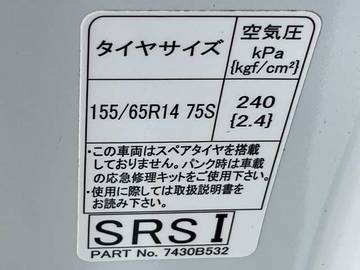 タイヤサイズ 空気圧
kPa
{kgf/cm²}
155/65R14 75S 240
{2.4}
・この車両はスペアタイヤを搭載
しておりません。パンク時は車載
の応急修理キットをご使用下さい。
・使用に際しては取扱説明書を
お読み下さい。
SRS I
PART No. 7430B532